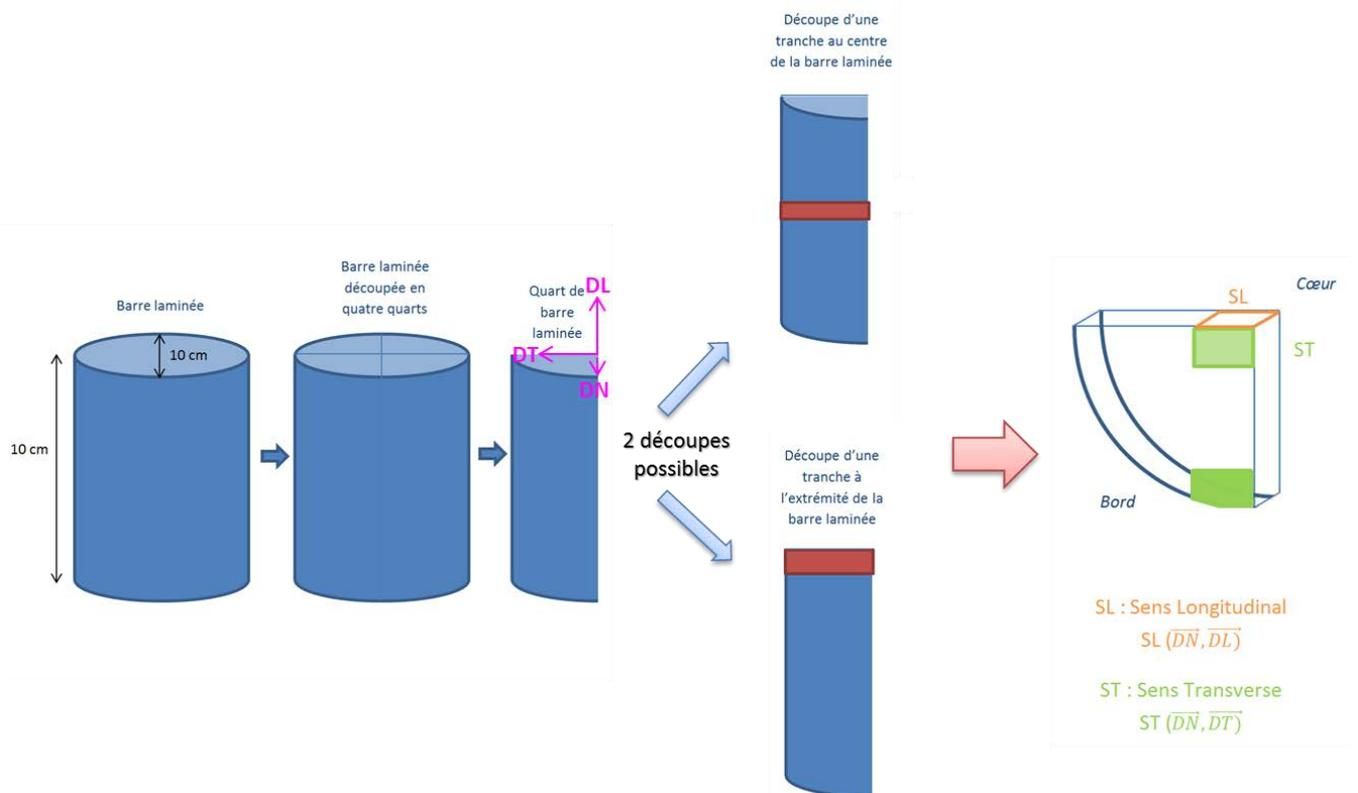 Barre laminée
10 cm
10 cm
Barre laminée
découpée en
quatre quarts
Quart de
barre
laminée
DL
DT
DN
2 découpes
possibles
Découpe d'une
tranche au centre
de la barre laminée
Découpe d'une
tranche à
l'extrémité de la
barre laminée
SL
Cœur
ST
Bord
SL : Sens Longitudinal
SL (DN, DL)
ST : Sens Transverse
ST (DN, DT)